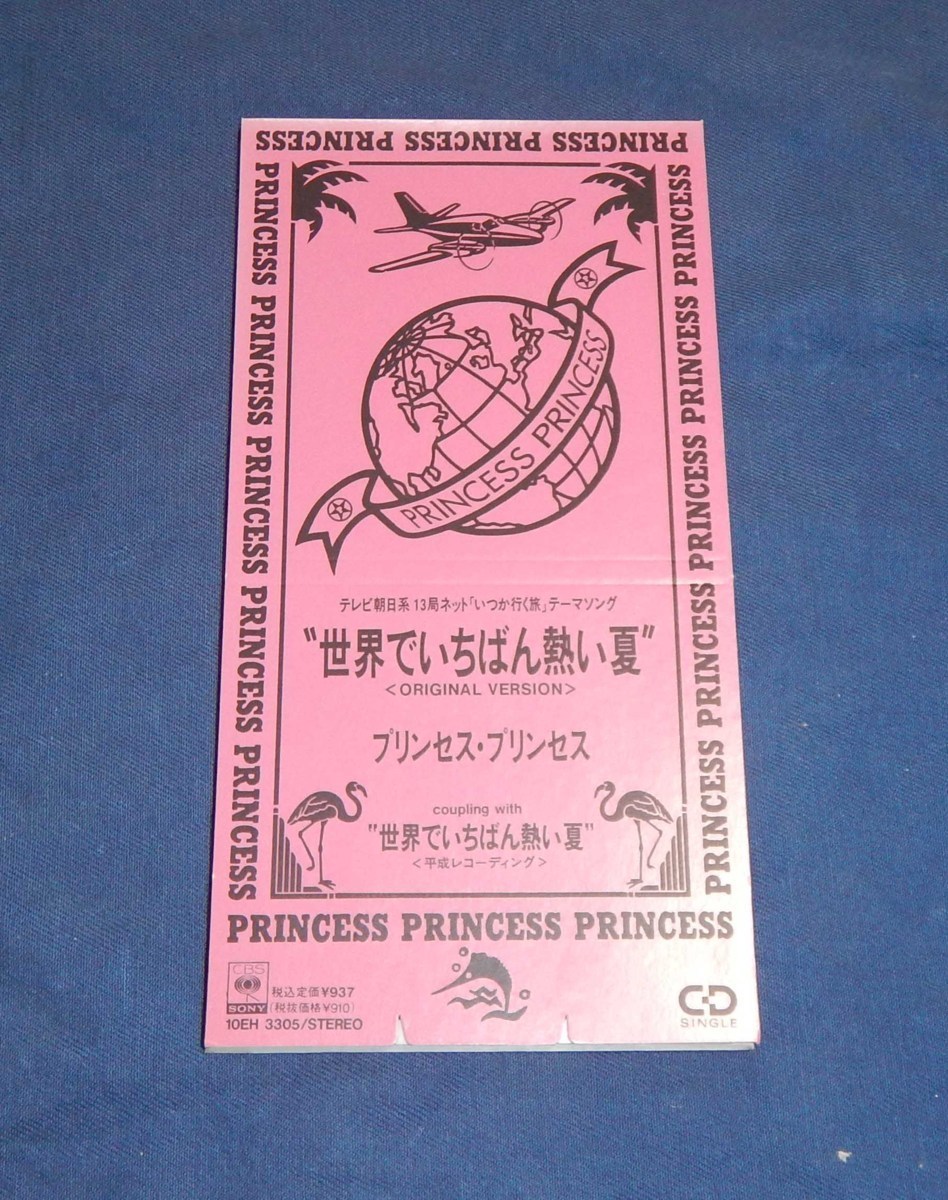 PRINCESS PRINCESS PRINCESS
PRINCESS PRINCESS PRINCESS PRINCESS PRINCESS
PRINCESS PRINCESS PRINCESS PRINCESS PRINCESS
PRINCESS PRINCESS
テレビ朝日系13局ネット「いつか行く旅」テーマソング
"世界でいちばん熱い夏"
<ORIGINAL VERSION>
プリンセス・プリンセス
coupling with
"世界でいちばん熱い夏"
<平成レコーディング>
PRINCESS PRINCESS PRINCESS
CBS
SONY
税込定価¥937
(税抜価格¥910)
10EH 3305/STEREO
CD
SINGLE